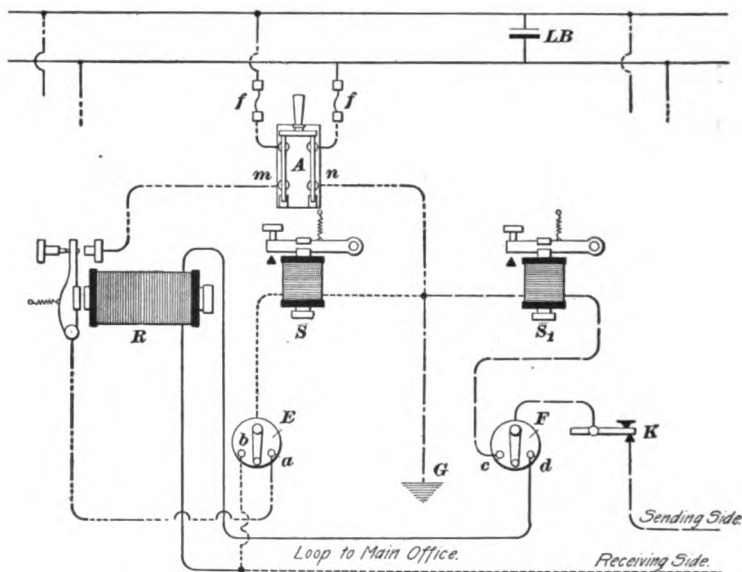 LB
f f
A
m n
R
S
S1
E
b
a
F
c d
K
G
Sending Side.
Loop to Main Office.
Receiving Side.